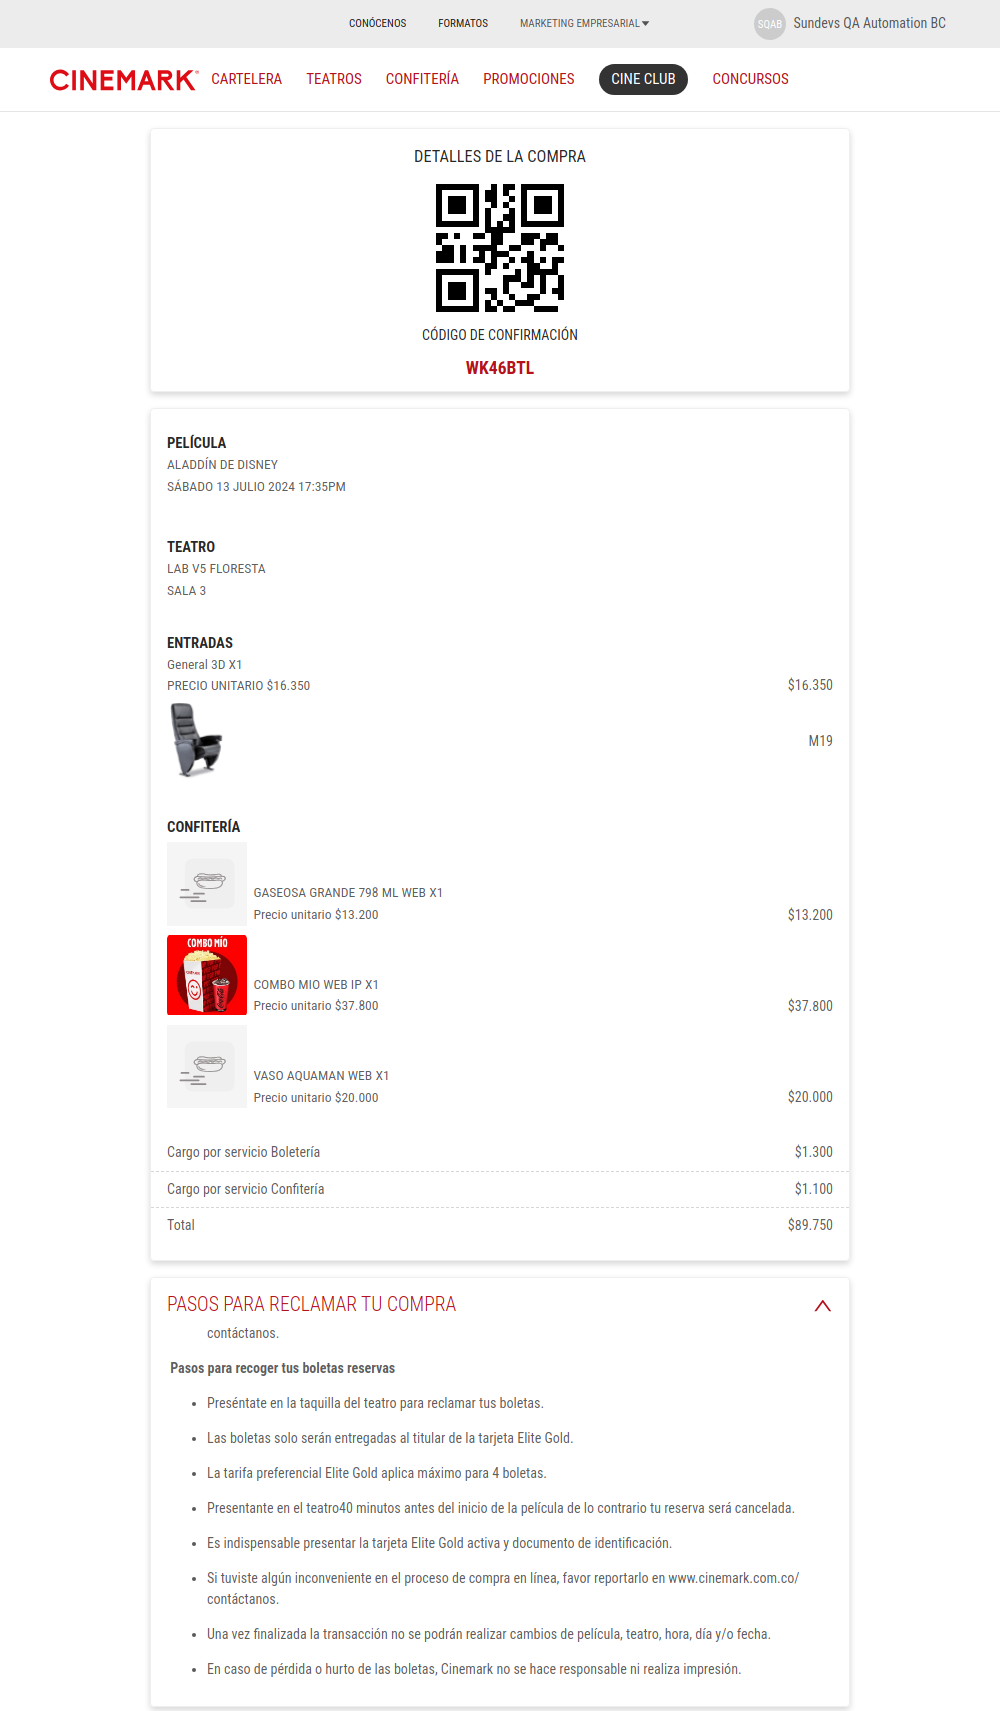 CONÓCENOS FORMATOS MARKETING EMPRESARIAL SQAB Sundevs QA Automation BC
CINEMARK CARTELERA TEATROS CONFITERÍA PROMOCIONES CINE CLUB CONCURSOS
DETALLES DE LA COMPRA
CÓDIGO DE CONFIRMACIÓN
WK46BTL
PELÍCULA
ALADDÍN DE DISNEY
SÁBADO 13 JULIO 2024 17:35PM
TEATRO
LAB V5 FLORESTA
SALA 3
ENTRADAS
General 3D X1
PRECIO UNITARIO $16.350 $16.350
M19
CONFITERÍA
GASEOSA GRANDE 798 ML WEB X1
Precio unitario $13.200 $13.200
COMBO MÍO
COMBO MIO WEB IP X1
Precio unitario $37.800 $37.800
VASO AQUAMAN WEB X1
Precio unitario $20.000 $20.000
Cargo por servicio Boletería $1.300
Cargo por servicio Confitería $1.100
Total $89.750
PASOS PARA RECLAMAR TU COMPRA
contáctanos.
Pasos para recoger tus boletas reservas
• Preséntate en la taquilla del teatro para reclamar tus boletas.
• Las boletas solo serán entregadas al titular de la tarjeta Elite Gold.
• La tarifa preferencial Elite Gold aplica máximo para 4 boletas.
• Presentante en el teatro40 minutos antes del inicio de la película de lo contrario tu reserva será cancelada.
• Es indispensable presentar la tarjeta Elite Gold activa y documento de identificación.
• Si tuviste algún inconveniente en el proceso de compra en línea, favor reportarlo en www.cinemark.com.co/
contáctanos.
• Una vez finalizada la transacción no se podrán realizar cambios de película, teatro, hora, día y/o fecha.
• En caso de pérdida o hurto de las boletas, Cinemark no se hace responsable ni realiza impresión.